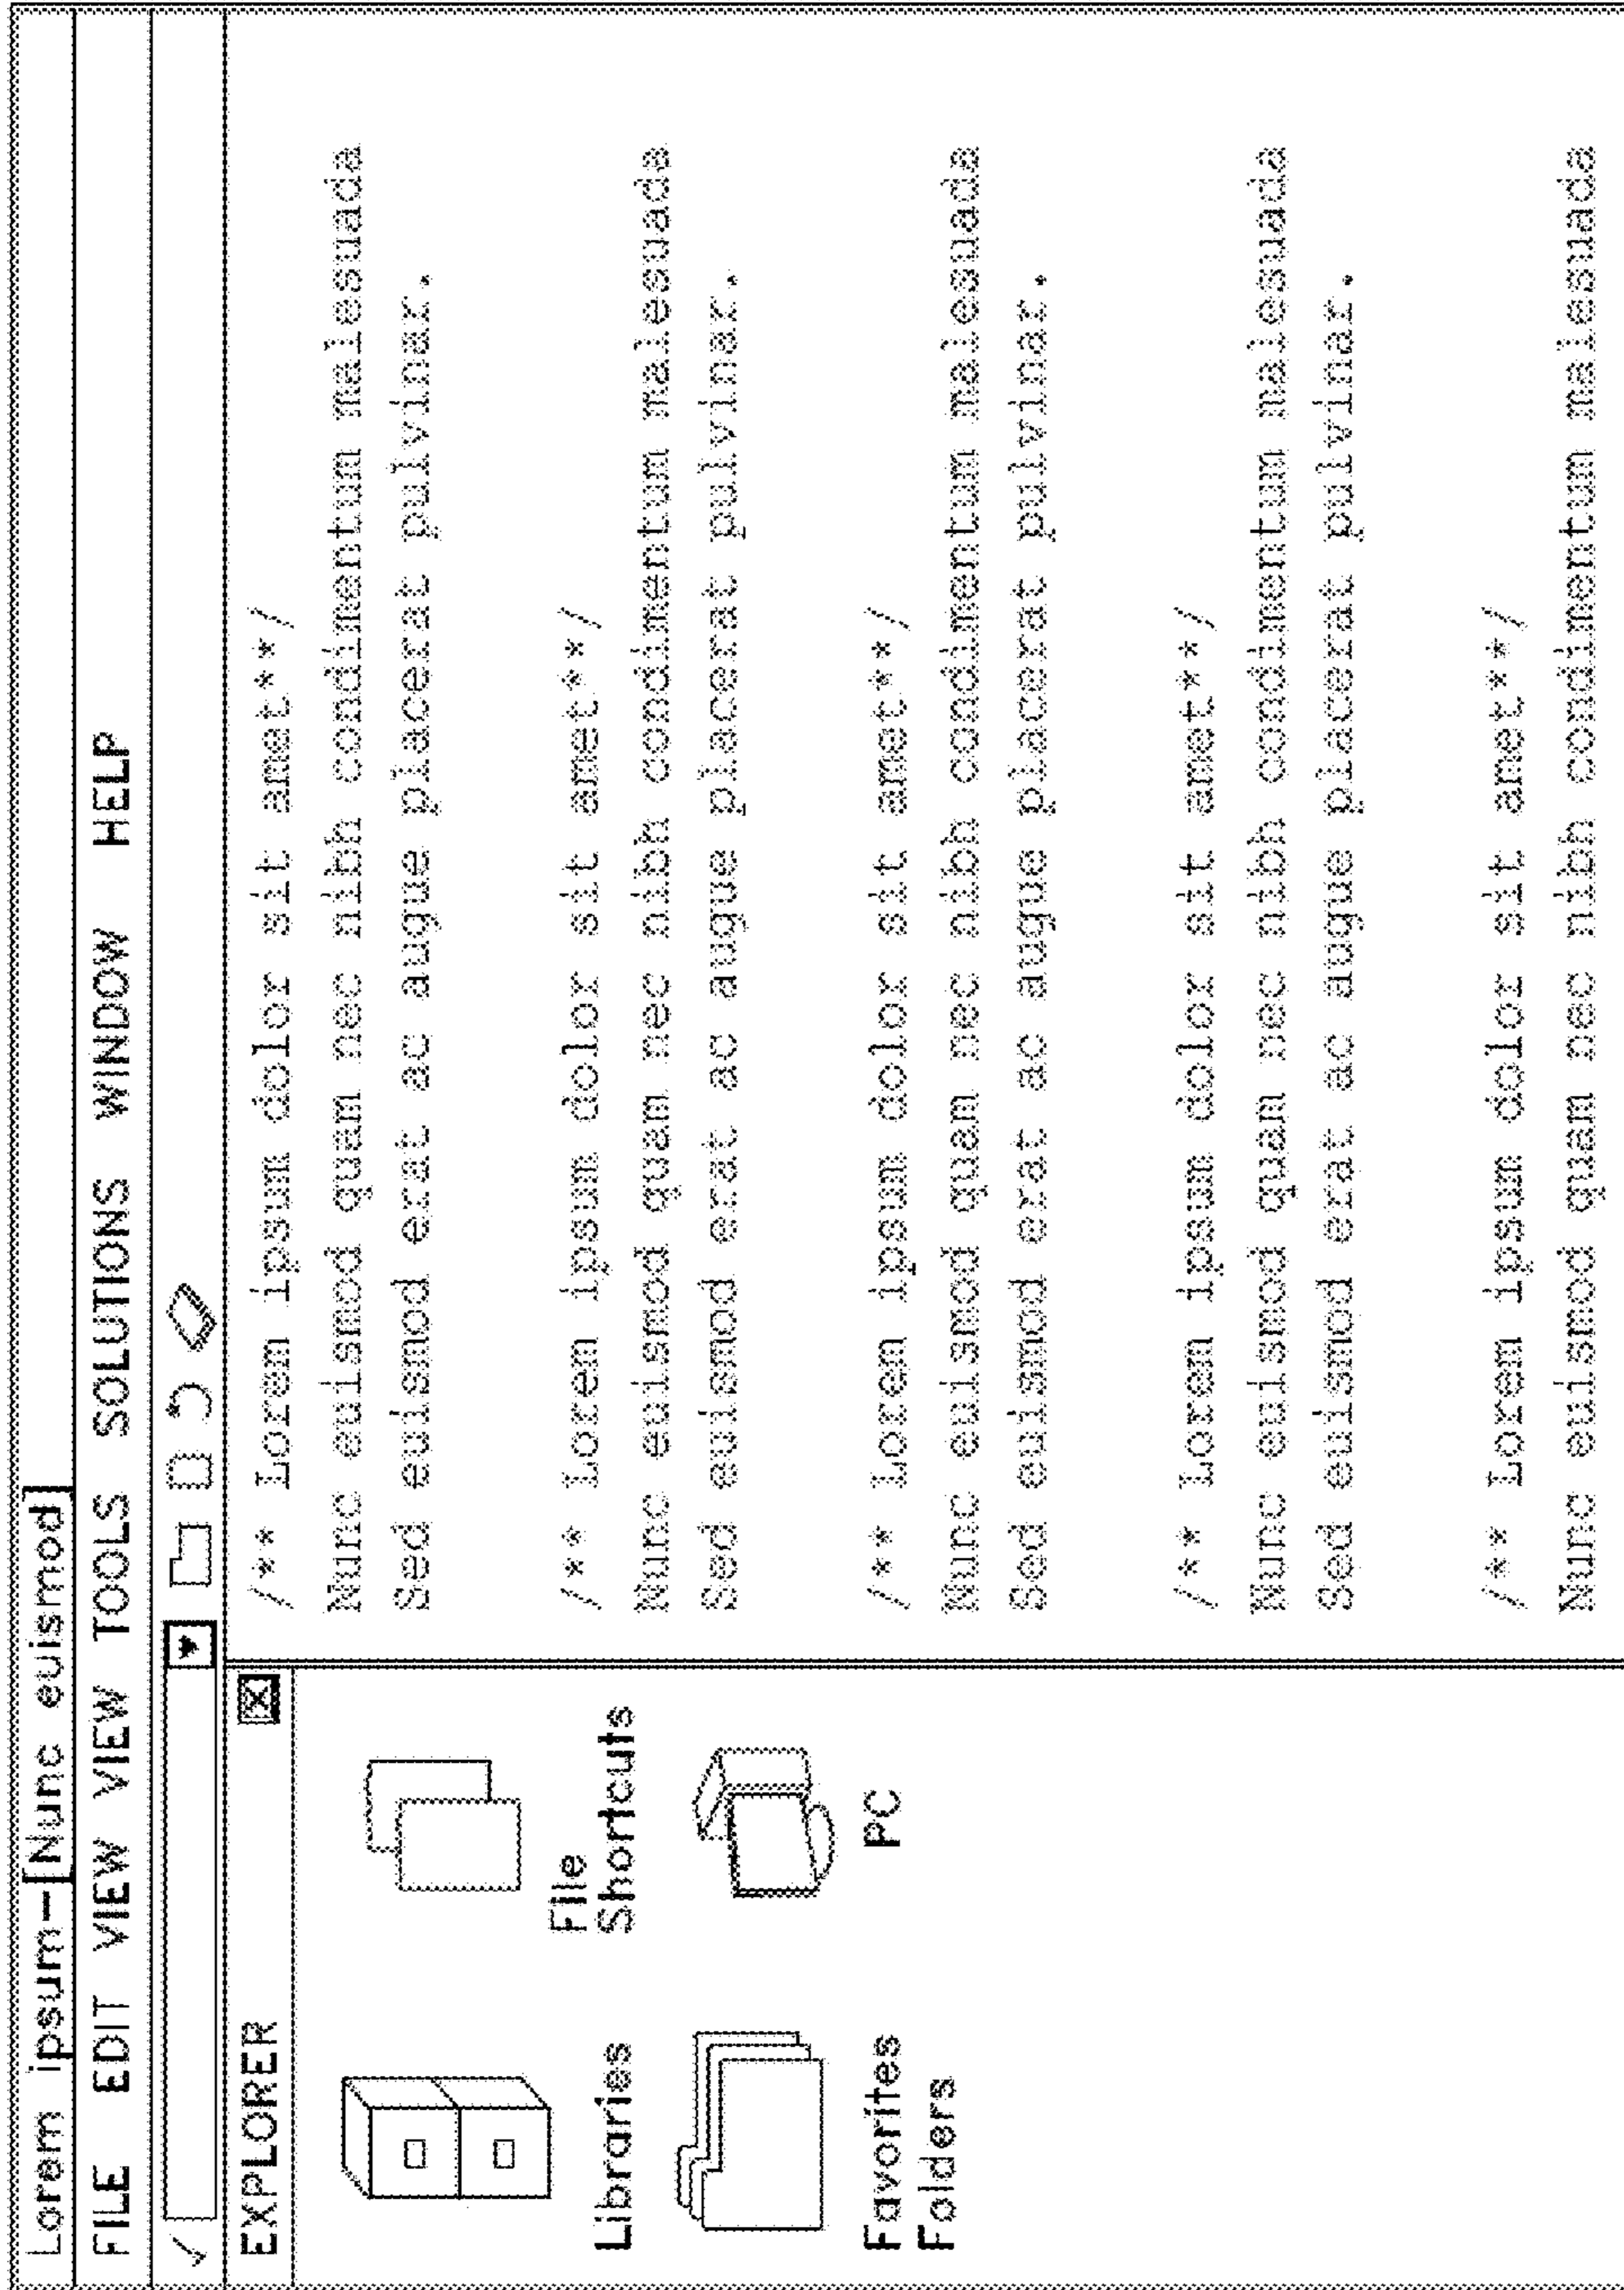 Lorem ipsum-[Nunc euismod]
FILE EDIT VIEW VIEW TOOLS SOLUTIONS WINDOW HELP
EXPLORER
Libraries
File
Shortcuts
Favorites
Folders
PC
/** Lorem ipsum dolor sit amet**/
Nunc euismod quam nec nibh condimentum malesuada
Sed euismod erat ac augue placerat pulvinar.
/** Lorem ipsum dolor sit amet**/
Nunc euismod quam nec nibh condimentum malesuada
Sed euismod erat ac augue placerat pulvinar.
/** Lorem ipsum dolor sit amet**/
Nunc euismod quam nec nibh condimentum malesuada
Sed euismod erat ac augue placerat pulvinar.
/** Lorem ipsum dolor sit amet**/
Nunc euismod quam nec nibh condimentum malesuada
Sed euismod erat ac augue placerat pulvinar.
/** Lorem ipsum dolor sit amet**/
Nunc euismod quam nec nibh condimentum malesuada